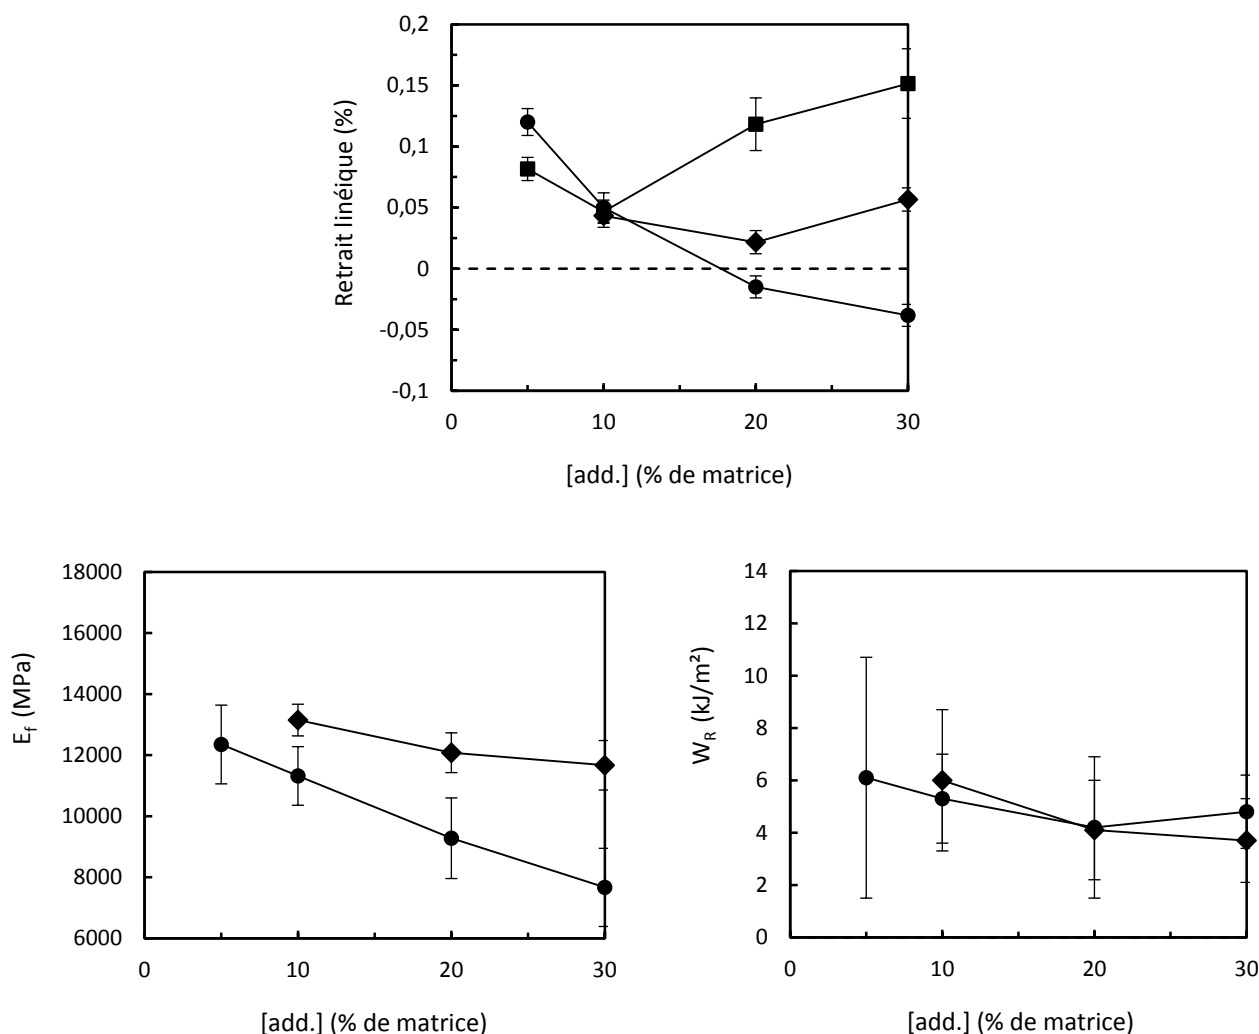 Retrait linéique (%)
0,2
0,15
0,1
0,05
0
-0,05
-0,1
0 10 20 30
[add.] (% de matrice)
E_f (MPa)
18000
16000
14000
12000
10000
8000
6000
0 10 20 30
[add.] (% de matrice)
W_R (kJ/m²)
14
12
10
8
6
4
2
0
0 10 20 30
[add.] (% de matrice)